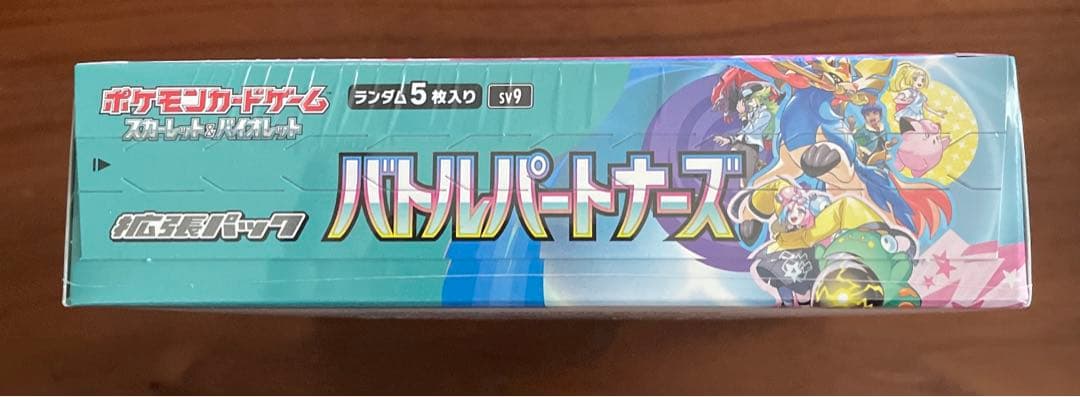 ポケモンカードゲーム
スカーレット&バイオレット
ランダム5枚入り sv9
拡張パック
バトルパートナーズ